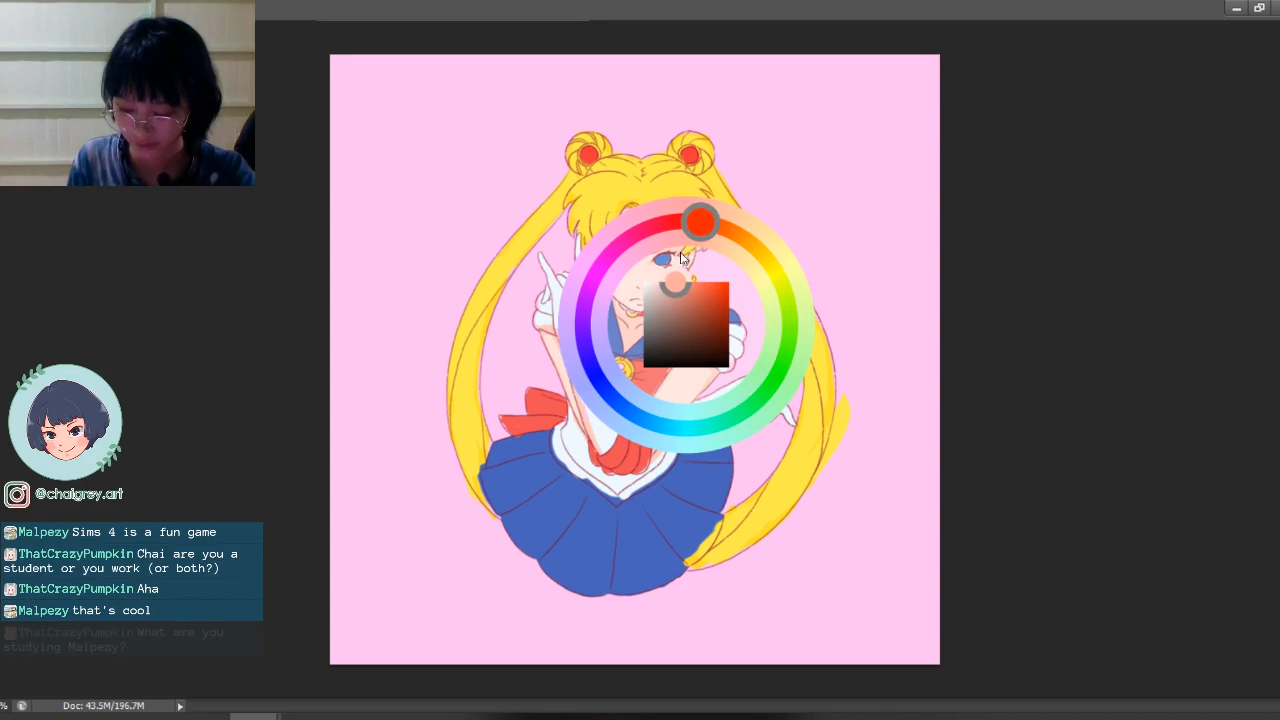 @chaigrey.art
Malpezy Sims 4 is a fun game
ThatCrazyPumpkin Chai are you a
student or you work (or both?)
ThatCrazyPumpkin Aha
Malpezy that's cool
ThatCrazyPumpkin What are you
studying Malpezy?
% Doc: 43.5M/196.7M